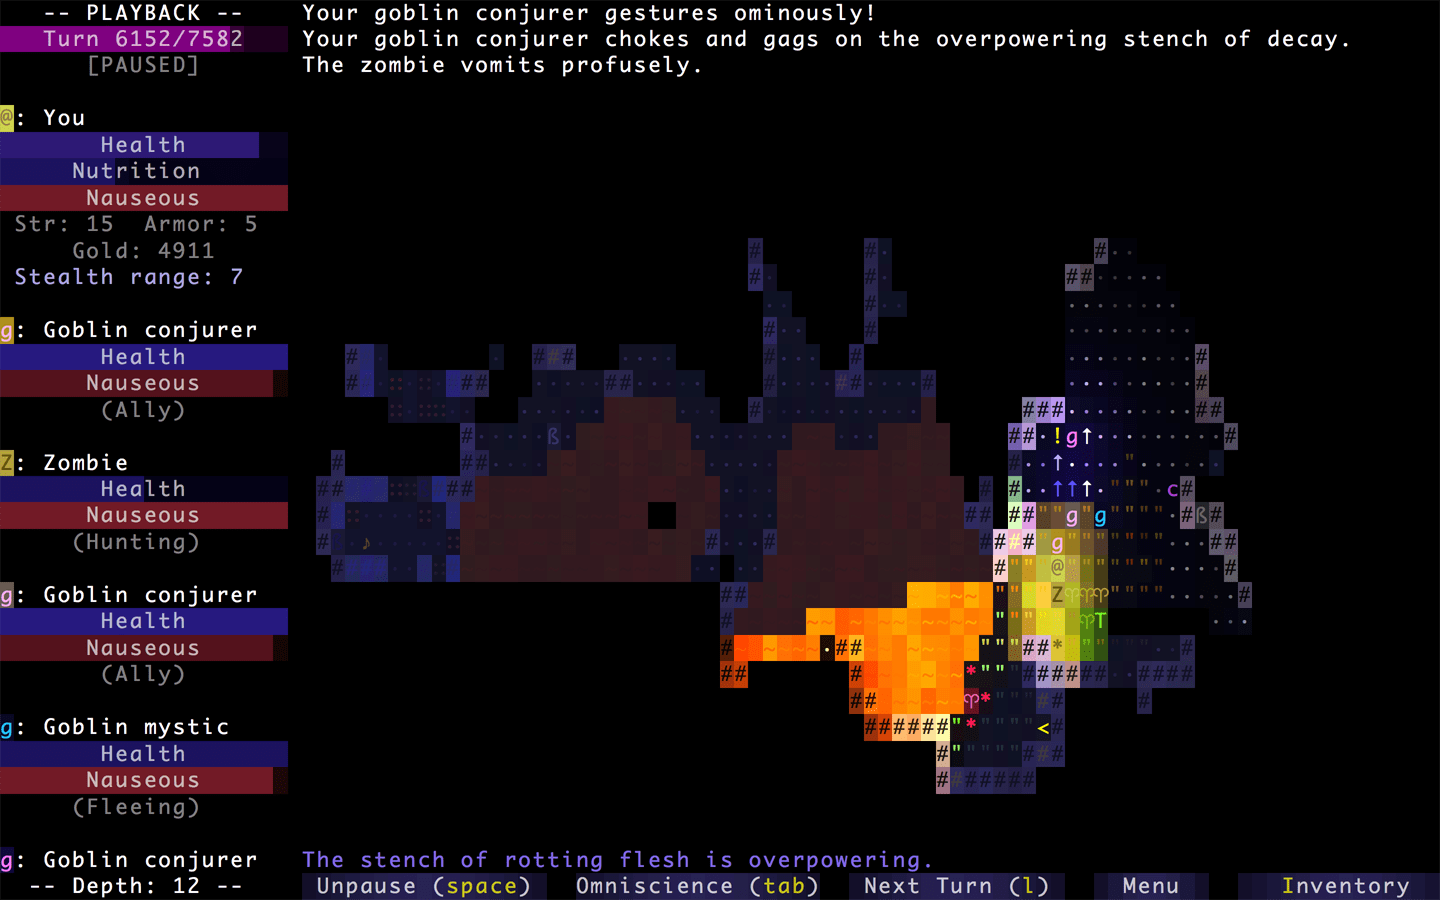 -- PLAYBACK --
Turn 6152/7582
[PAUSED]
@: You
Health
Nutrition
Nauseous
Str: 15  Armor: 5
Gold: 4911
Stealth range: 7
g: Goblin conjurer
Health
Nauseous
(Ally)
Z: Zombie
Health
Nauseous
(Hunting)
g: Goblin conjurer
Health
Nauseous
(Ally)
g: Goblin mystic
Health
Nauseous
(Fleeing)
g: Goblin conjurer
-- Depth: 12 --
Your goblin conjurer gestures ominously!
Your goblin conjurer chokes and gags on the overpowering stench of decay.
The zombie vomits profusely.
The stench of rotting flesh is overpowering.
Unpause (space)  Omniscience (tab)  Next Turn (l)  Menu  Inventory